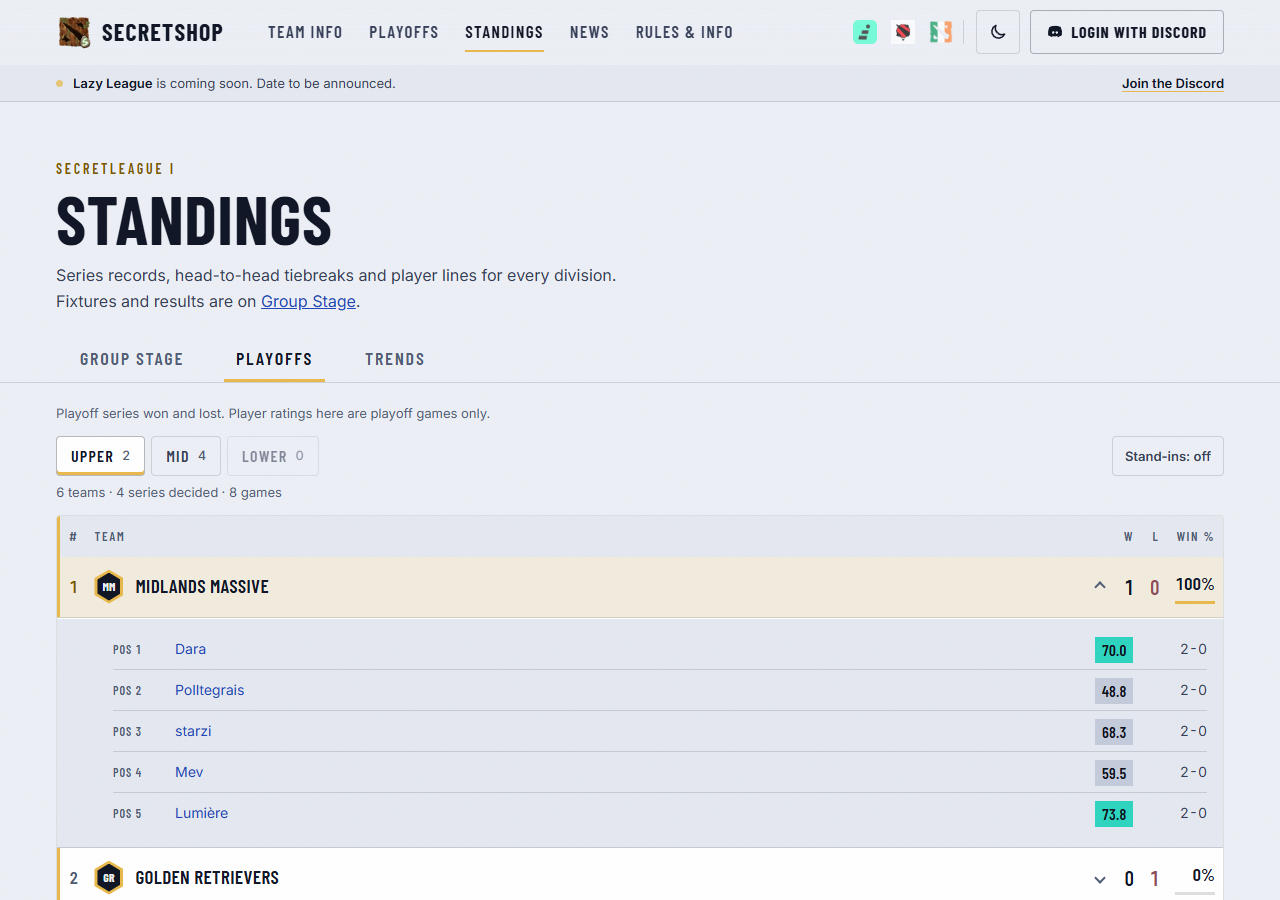 SECRETSHOP TEAM INFO PLAYOFFS STANDINGS NEWS RULES & INFO LOGIN WITH DISCORD
Lazy League is coming soon. Date to be announced. Join the Discord
SECRETLEAGUE I
STANDINGS
Series records, head-to-head tiebreaks and player lines for every division.
Fixtures and results are on Group Stage.
GROUP STAGE PLAYOFFS TRENDS
Playoff series won and lost. Player ratings here are playoff games only.
UPPER 2 MID 4 LOWER 0 Stand-ins: off
6 teams · 4 series decided · 8 games
# TEAM W L WIN %
1 MM MIDLANDS MASSIVE 1 0 100%
POS 1 Dara 70.0 2-0
POS 2 Polltegrais 48.8 2-0
POS 3 starzi 68.3 2-0
POS 4 Mev 59.5 2-0
POS 5 Lumière 73.8 2-0
2 GR GOLDEN RETRIEVERS 0 1 0%